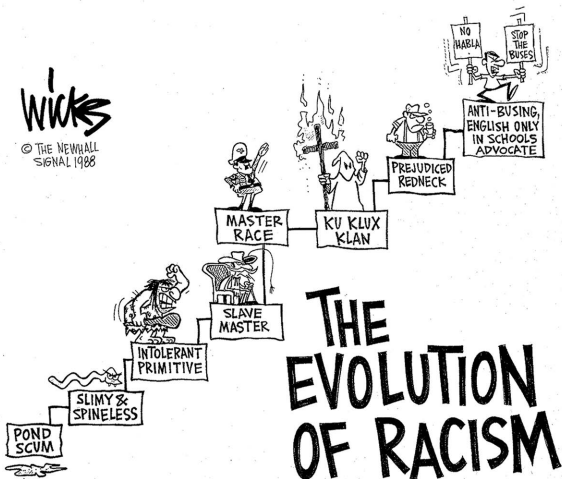 Wicks
© THE NEWHALL
SIGNAL 1988
NO
HABLA
STOP
THE
BUSES
ANTI-BUSING,
ENGLISH ONLY
IN SCHOOLS
ADVOCATE
PREJUDICED
REDNECK
KU KLUX
KLAN
MASTER
RACE
SLAVE
MASTER
INTOLERANT
PRIMITIVE
SLIMY &
SPINELESS
POND
SCUM
THE
EVOLUTION
OF RACISM